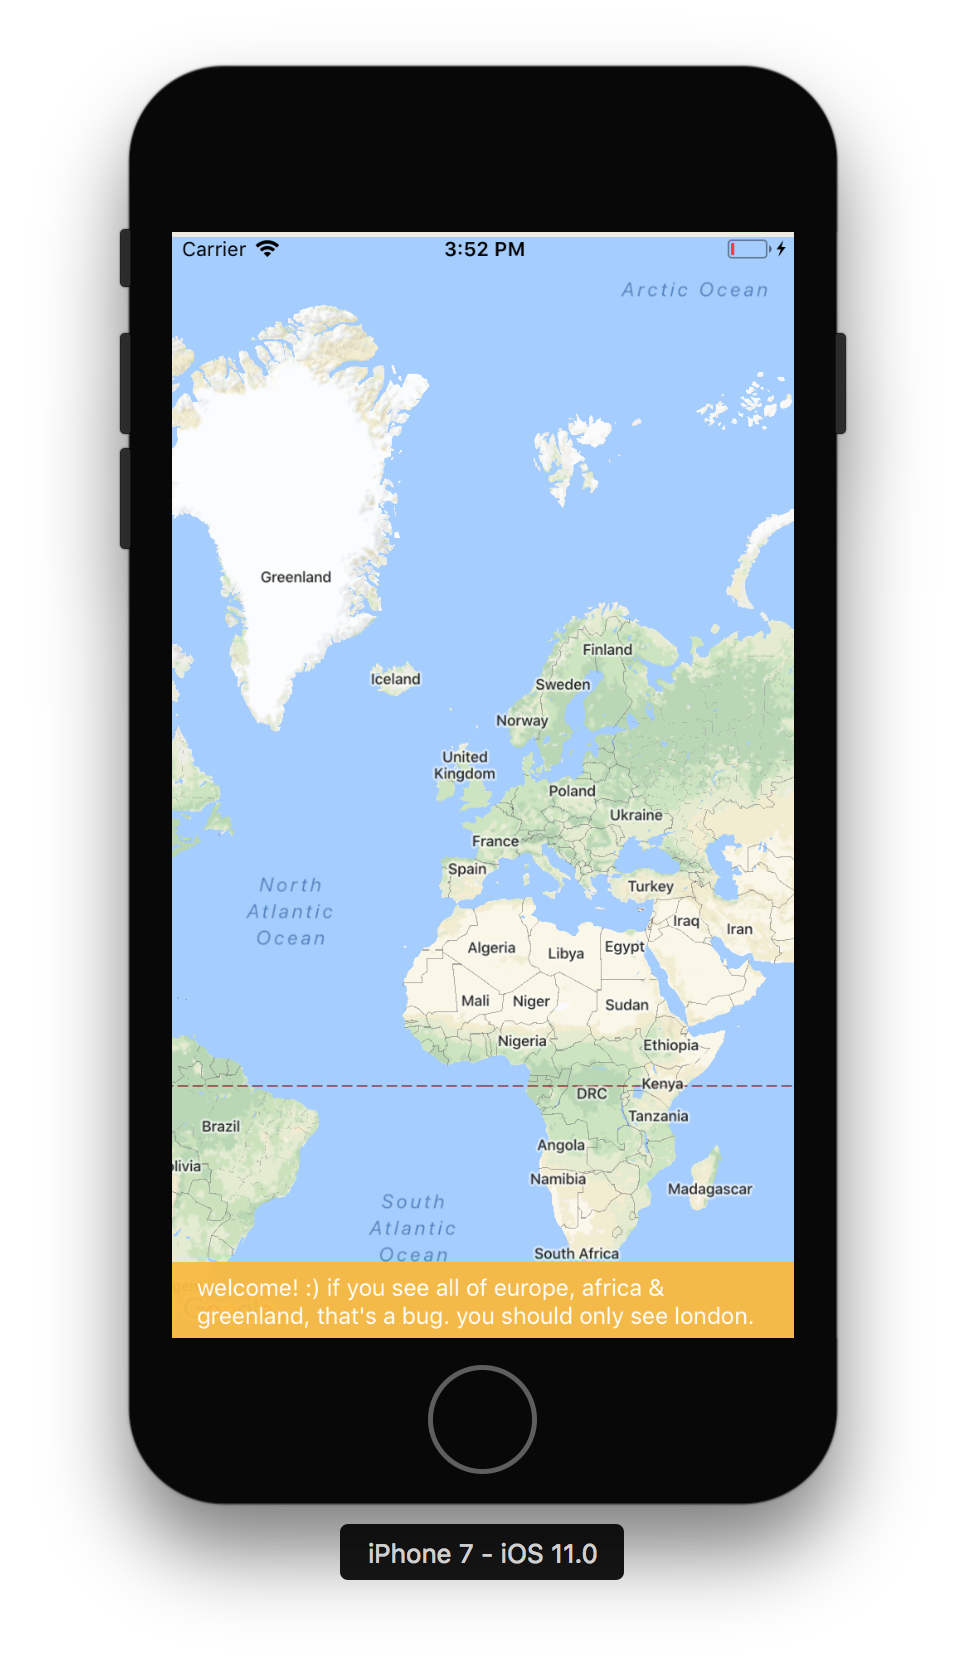 Carrier
3:52 PM
Arctic Ocean
Greenland
Finland
Iceland
Sweden
Norway
United
Kingdom
Poland
Ukraine
France
Spain
Turkey
North
Atlantic
Ocean
Iraq
Iran
Algeria
Libya
Egypt
Mali
Niger
Sudan
Nigeria
Ethiopia
Kenya
DRC
Tanzania
Brazil
Angola
olivia
Namibia
Madagascar
South
Atlantic
Ocean
South Africa
welcome! :) if you see all of europe, africa &
greenland, that's a bug. you should only see london.
iPhone 7 - iOS 11.0